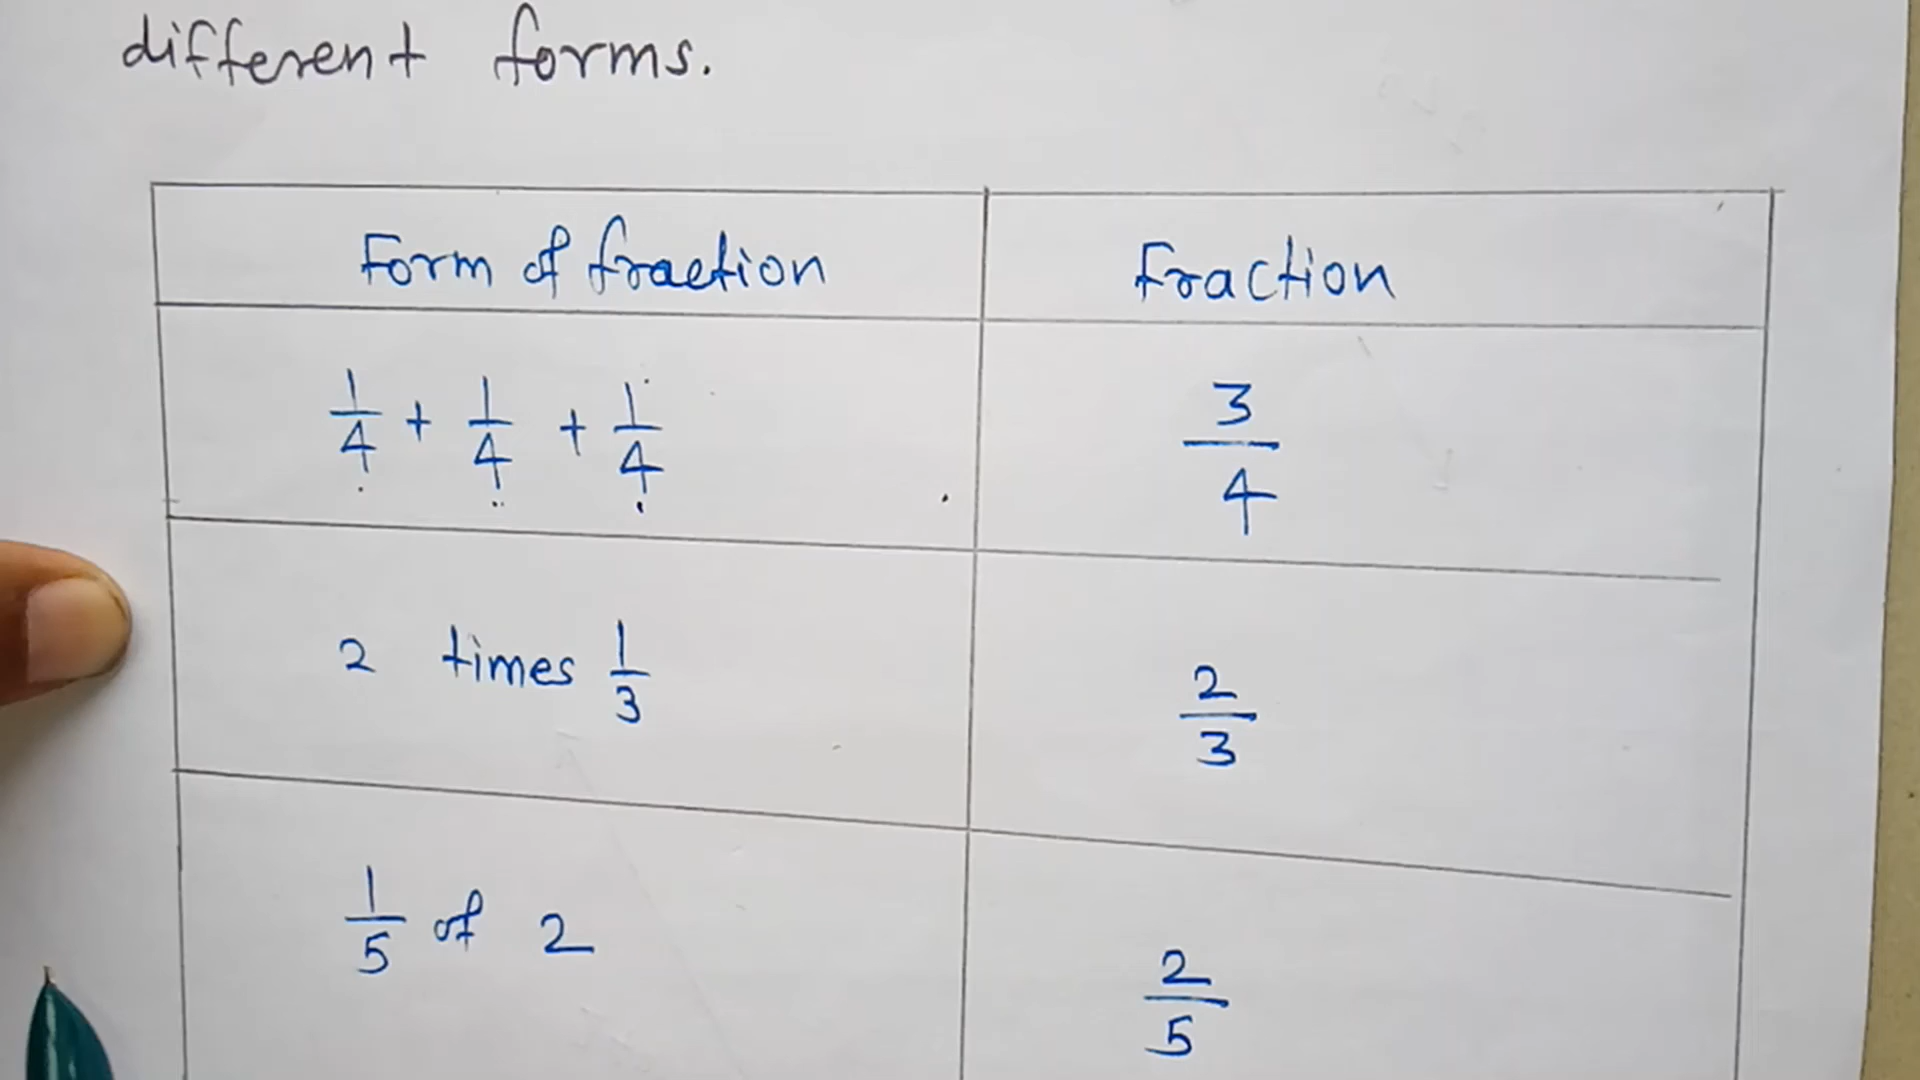 different forms.
Form of fraction Fraction
1/4 + 1/4 + 1/4 3/4
2 times 1/3 2/3
1/5 of 2 2/5